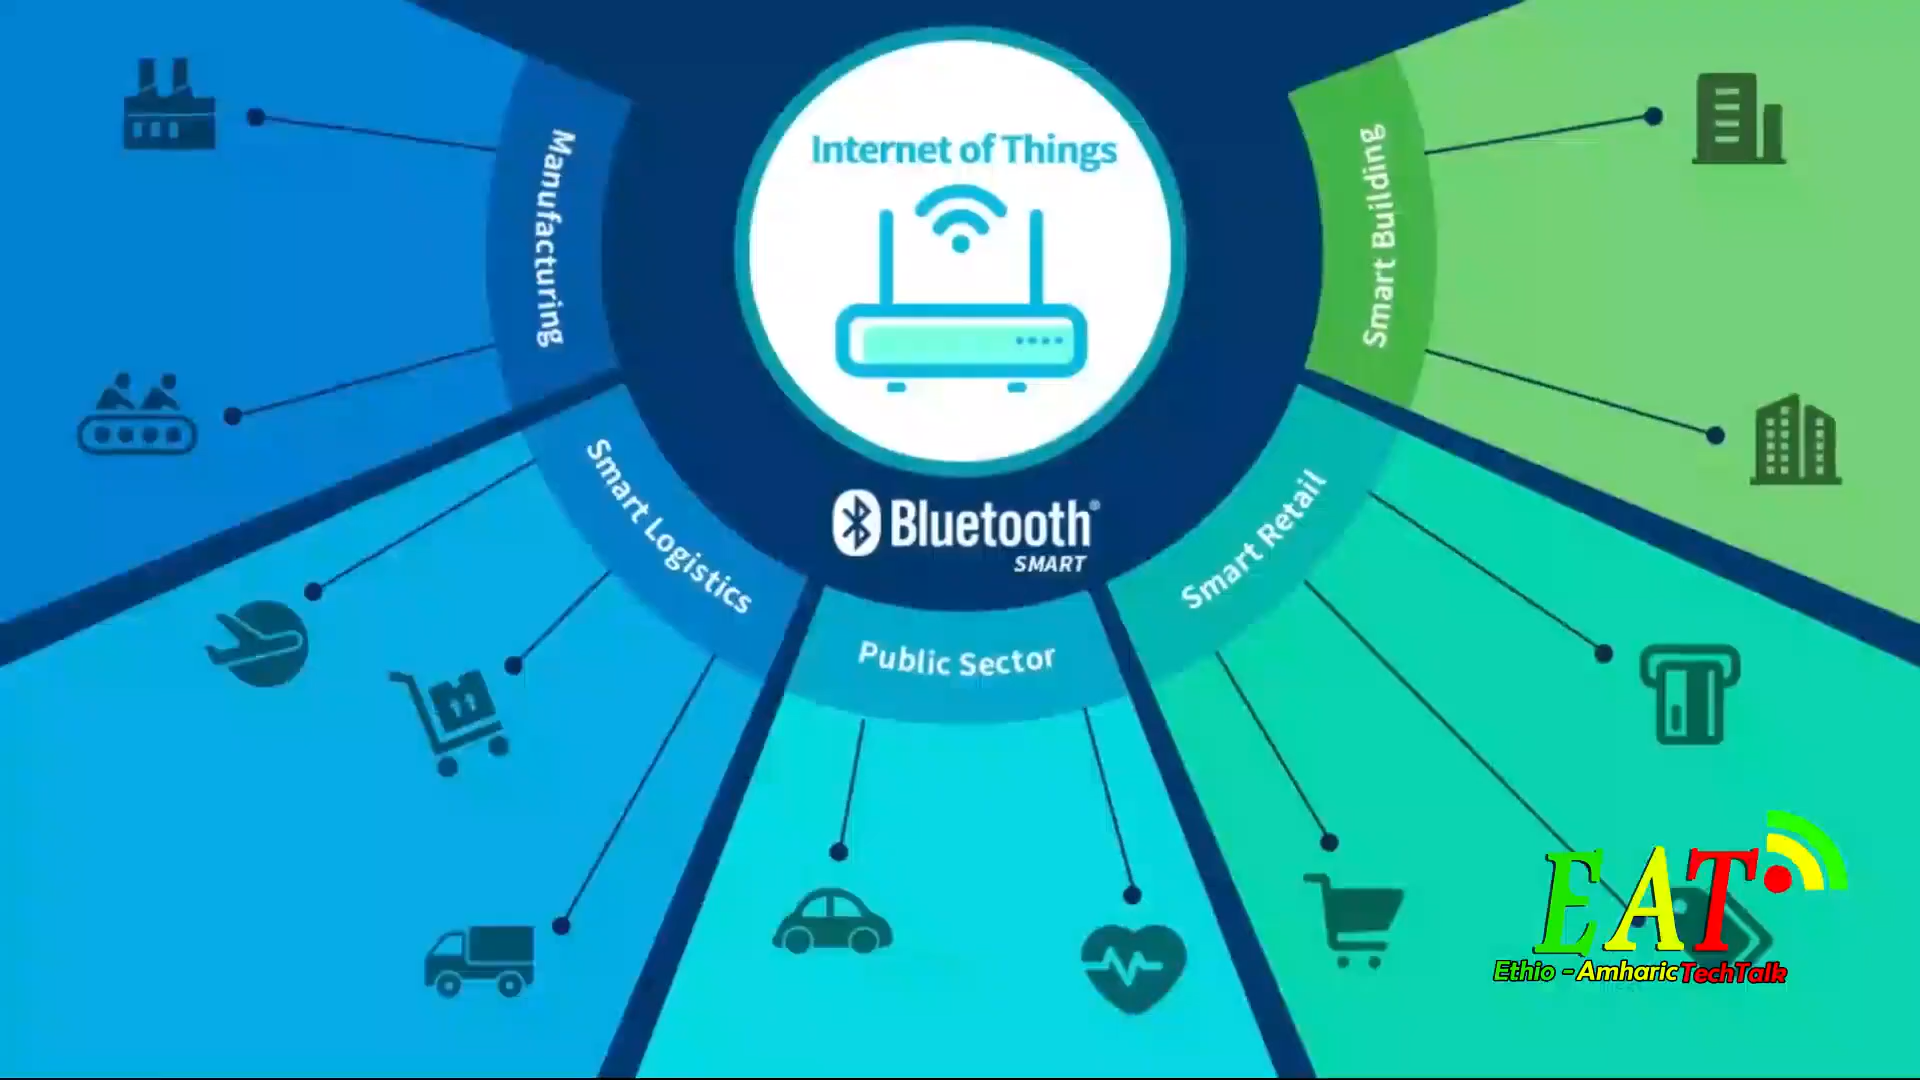 Internet of Things
Manufacturing
Smart Building
Smart Logistics
Bluetooth®
SMART
Smart Retail
Public Sector
EAT
Ethio - Amharic TechTalk